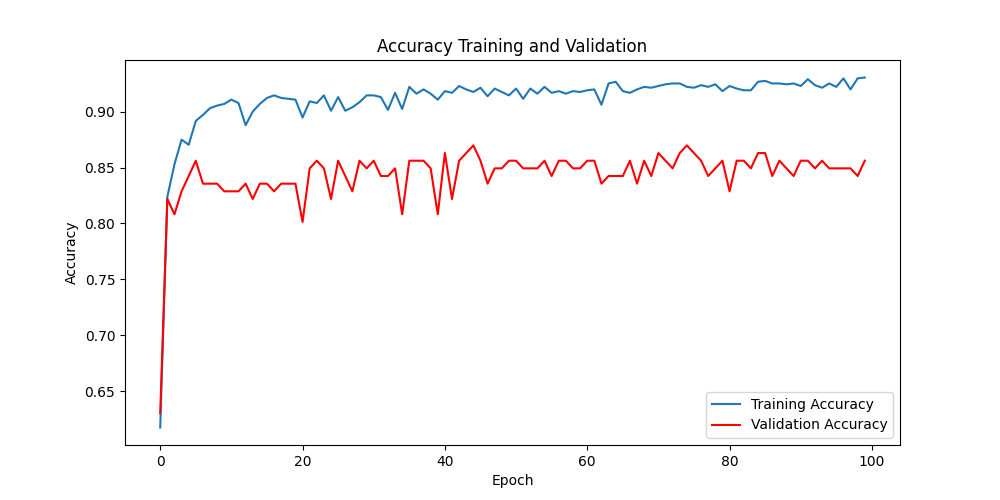 Accuracy Training and Validation
0.90
0.85
0.80
0.75
0.70
0.65
Accuracy
Training Accuracy
Validation Accuracy
0 20 40 60 80 100
Epoch